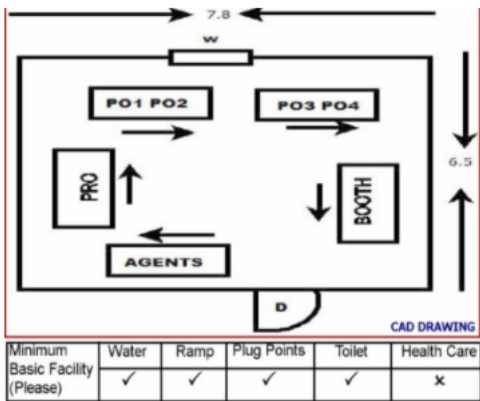 7.8
W
PO1 PO2
PO3 PO4
6.5
PRO
BOOTH
AGENTS
D
CAD DRAWING
Minimum Basic Facility (Please) Water Ramp Plug Points Toilet Health Care
✓ ✓ ✓ ✓ x